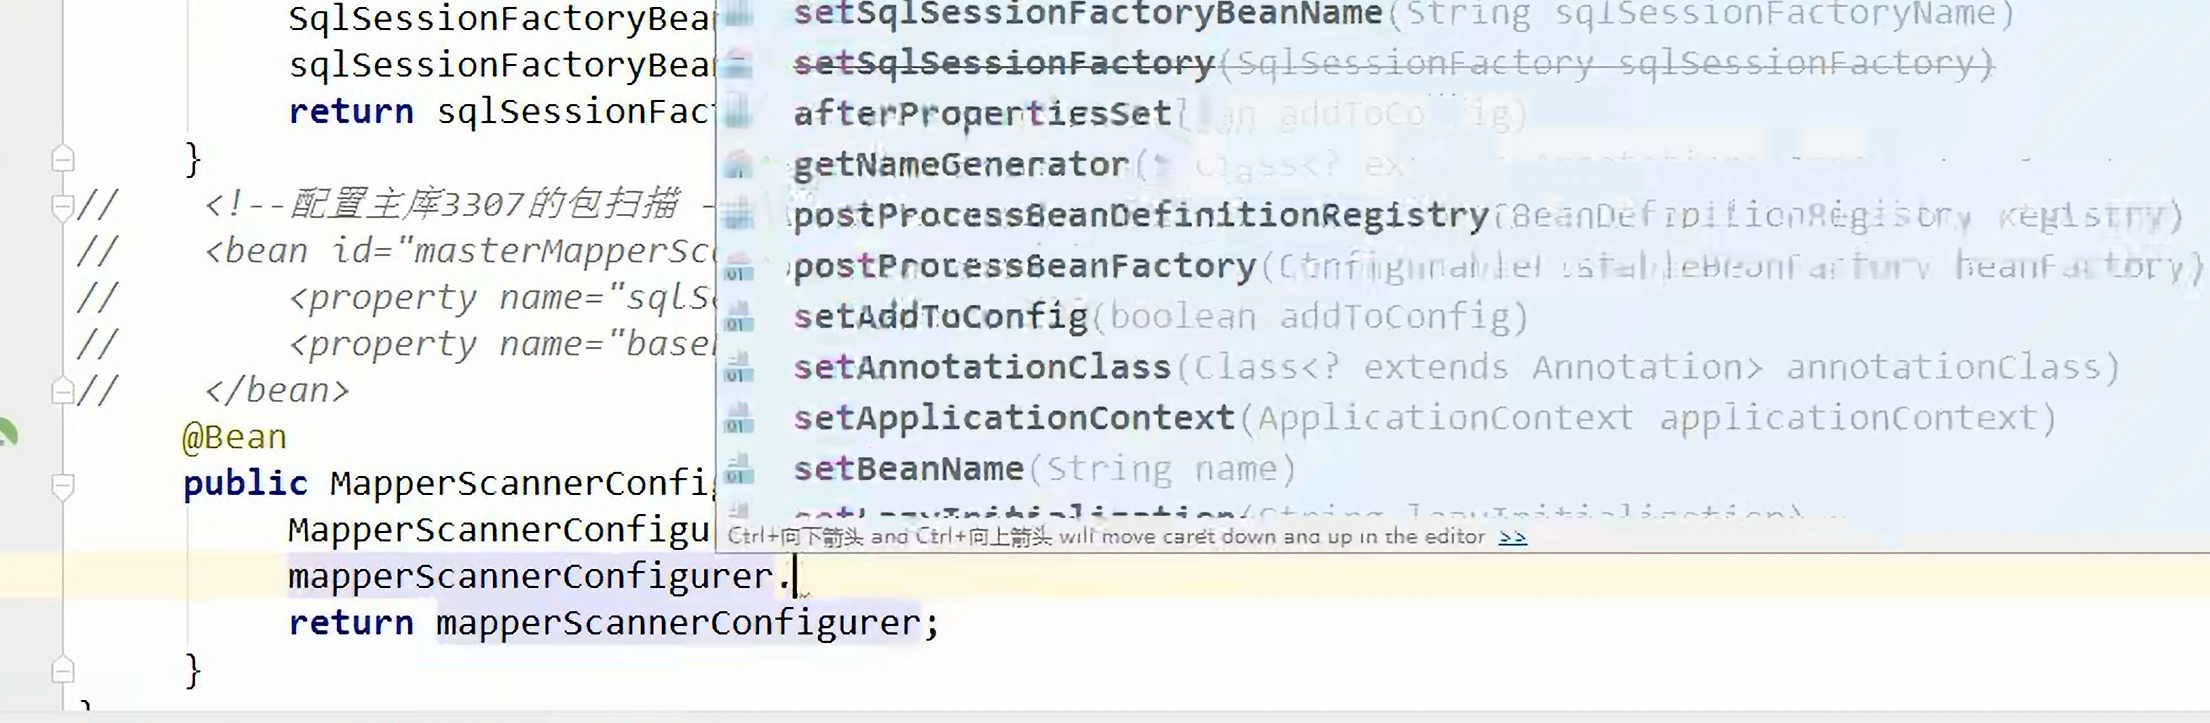 SqlSessionFactoryBea
sqlSessionFactoryBea
return sqlSessionFac
}
// <!--配置主库3307的包扫描 -
// <bean id="masterMapperSc
// <property name="sqlS
// <property name="base
// </bean>
@Bean
public MapperScannerConfig
MapperScannerConfigu
mapperScannerConfigurer.
return mapperScannerConfigurer;
}
}
setSqlSessionFactoryBeanName(String sqlSessionFactoryName)
setSqlSessionFactory(SqlSessionFactory sqlSessionFactory)
afterPropertiesSet(
getNameGenerator(
postProcessBeanDefinitionRegistry(BeanDefinitionRegistry registry)
postProcessBeanFactory(ConfigurableListableBeanFactory beanFactory)
setAddToConfig(boolean addToConfig)
setAnnotationClass(Class<? extends Annotation> annotationClass)
setApplicationContext(ApplicationContext applicationContext)
setBeanName(String name)
setLazyInitialization(String lazyInitialization)
Ctrl+向下箭头 and Ctrl+向上箭头 will move caret down and up in the editor >>